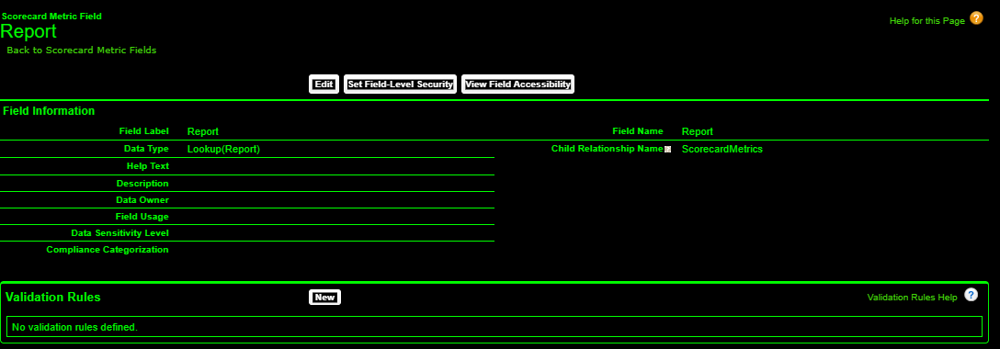 Scorecard Metric Field
Report
Help for this Page ?
Back to Scorecard Metric Fields
Edit Set Field-Level Security View Field Accessibility
Field Information
Field Label Report Field Name Report
Data Type Lookup(Report) Child Relationship Name ScorecardMetrics
Help Text
Description
Data Owner
Field Usage
Data Sensitivity Level
Compliance Categorization
Validation Rules New Validation Rules Help ?
No validation rules defined.